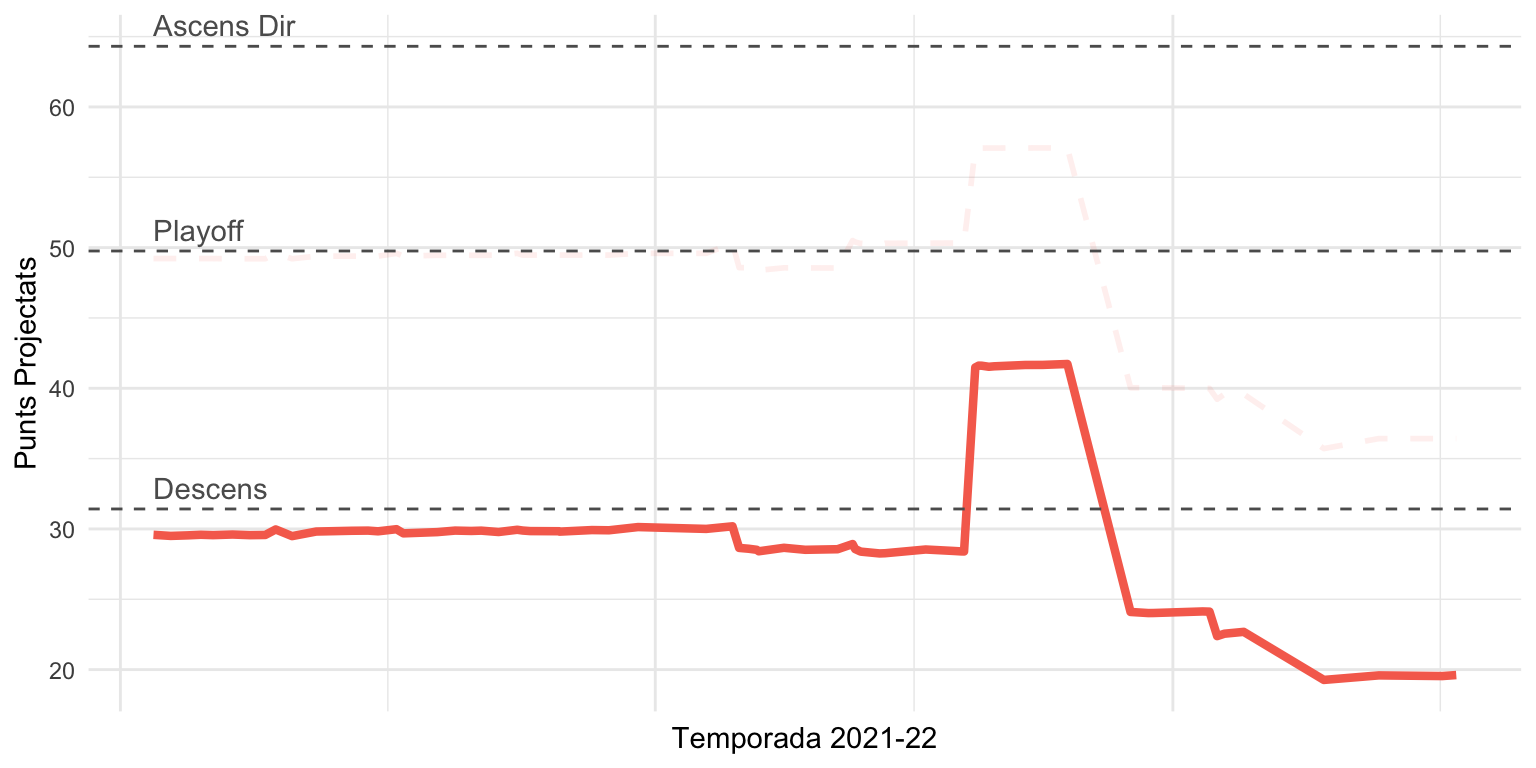 Ascens Dir
60
Playoff
50
40
Descens
30
20
Punts Projectats
Temporada 2021-22